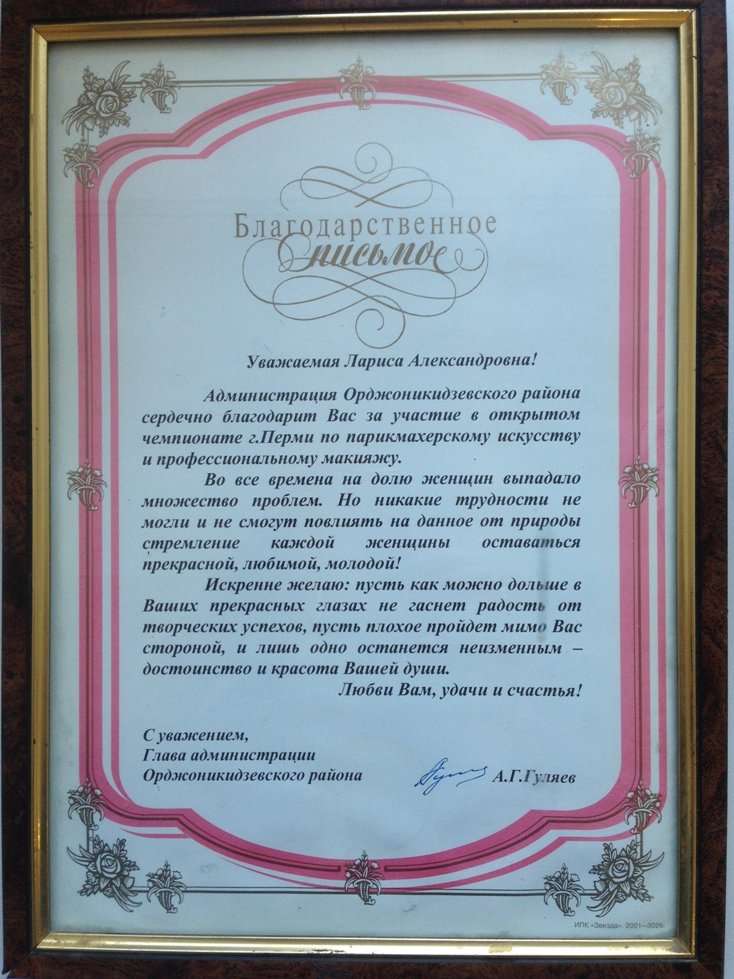 Благодарственное
письмо
Уважаемая Лариса Александровна!
Администрация Орджоникидзевского района
сердечно благодарит Вас за участие в открытом
чемпионате г.Перми по парикмахерскому искусству
и профессиональному макияжу.
Во все времена на долю женщин выпадало
множество проблем. Но никакие трудности не
могли и не смогут повлиять на данное от природы
стремление каждой женщины оставаться
прекрасной, любимой, молодой!
Искренне желаю: пусть как можно дольше в
Ваших прекрасных глазах не гаснет радость от
творческих успехов, пусть плохое пройдет мимо Вас
стороной, и лишь одно останется неизменным –
достоинство и красота Вашей души.
Любви Вам, удачи и счастья!
С уважением,
Глава администрации
Орджоникидзевского района
А.Г.Гуляев
ИПК «Звезда». 2001—